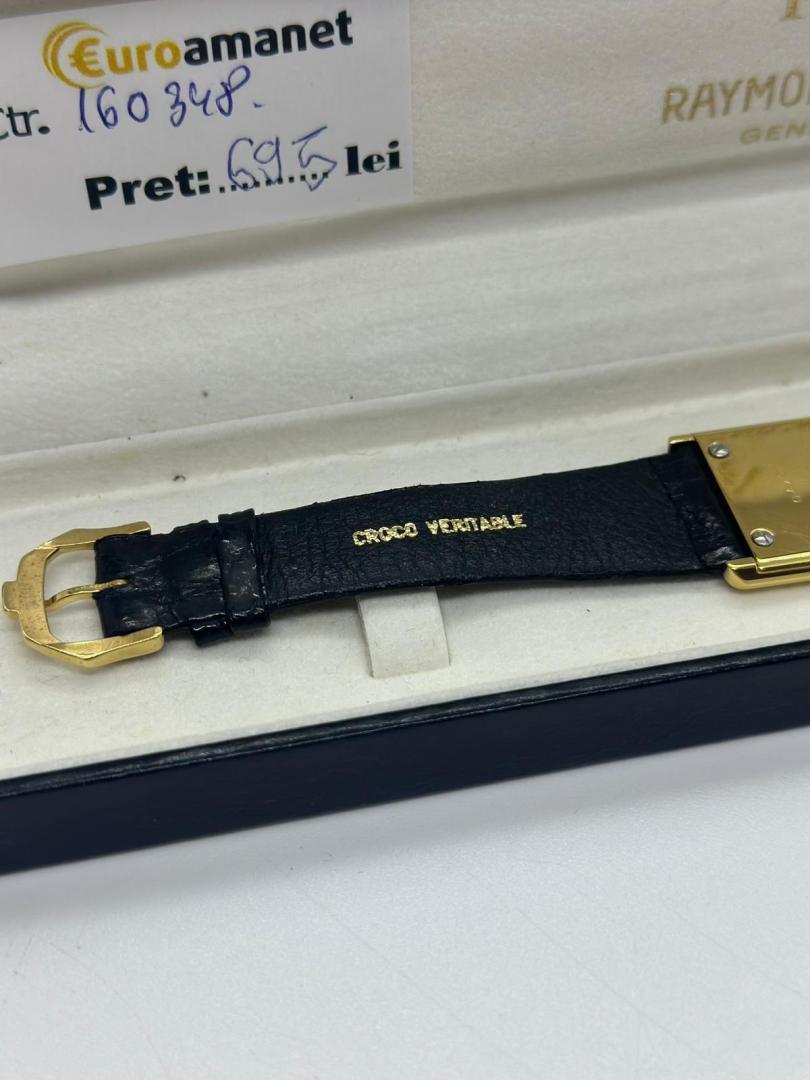 €uroamanet
Ctr. 160348.
Pret:.......... 695 lei
RAYMO
GEN
CROCO VERITABLE